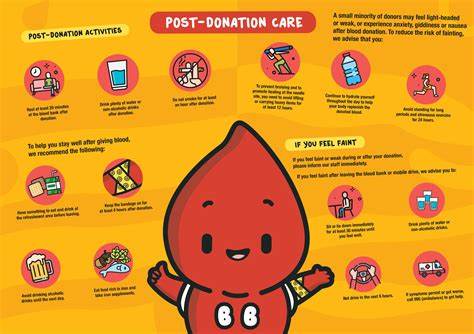 POST-DONATION CARE
POST-DONATION ACTIVITIES
Rest at least 20 minutes
at the blood bank after
donation.
Drink plenty of water
or non-alcoholic drinks
after donation.
Do not smoke for at least
an hour after donation.
To help you stay well after giving blood,
we recommend the following:
Have something to eat and drink at
the refreshment area before leaving.
Keep the bandage on for
at least 6 hours after donation.
Avoid drinking alcoholic
drinks until the next day.
Eat food rich in iron and
take iron supplements.
A small minority of donors may feel light-headed
or weak, or experience anxiety, giddiness or nausea
after blood donation. To reduce the risk of fainting,
we advise that you:
To prevent bruising and to
promote healing at the needle
site, you need to avoid lifting
or carrying heavy items for
at least 12 hours.
Continue to hydrate yourself
throughout the day to help
your body replenish the
donated blood.
Avoid standing for long
periods and strenuous exercises
for 24 hours.
IF YOU FEEL FAINT
If you feel faint or weak during or after your donation,
please inform our staff immediately.
If you feel faint after leaving the blood bank or mobile drive, we advise you to:
Sit or lie down immediately
for at least 30 minutes until
you feel well.
Drink plenty of water or
non-alcoholic drinks.
Not drive in the next 6 hours.
If symptoms persist or get worse,
call for an ambulance, or
visit the hospital.
B B